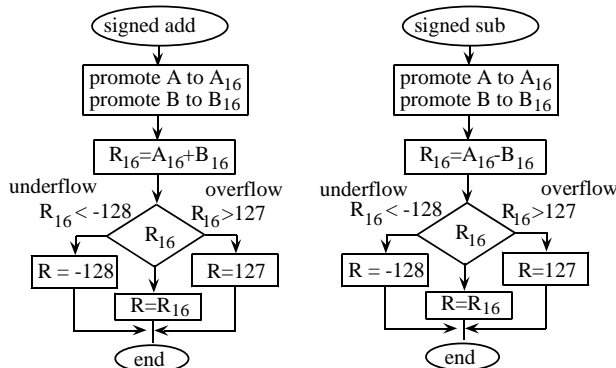 signed add
promote A to A16
promote B to B16
R16=A16+B16
underflow
overflow
R16< -128
R16>127
R16
R = -128
R=127
R=R16
end
signed sub
promote A to A16
promote B to B16
R16=A16-B16
underflow
overflow
R16< -128
R16>127
R16
R = -128
R=127
R=R16
end